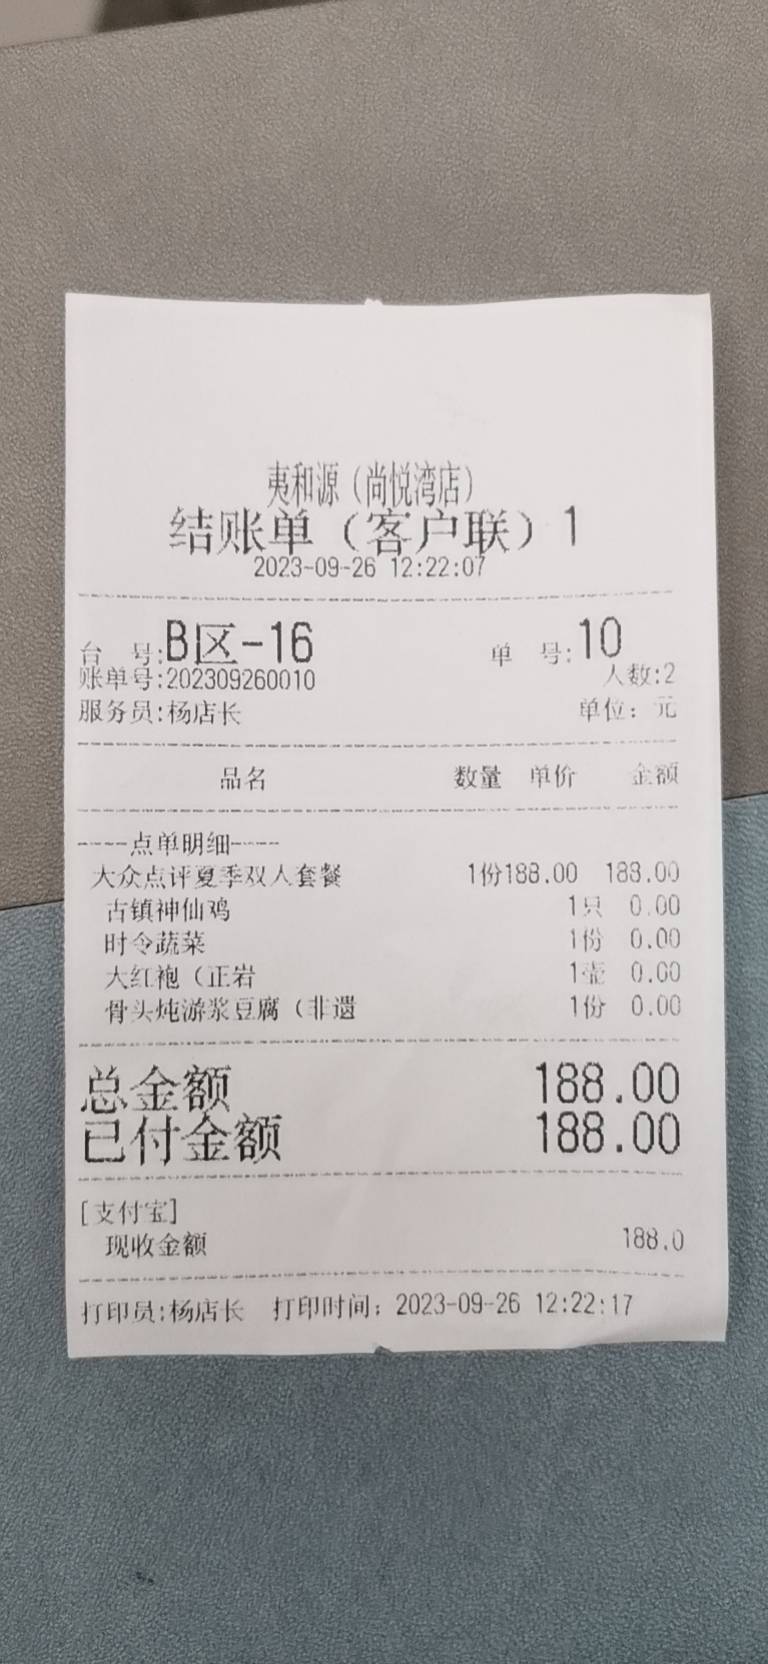 夷和源（尚悦湾店）
结账单（客户联）1
2023-09-26 12:22:07
台 号:B区-16 单 号:10
账单号:202309260010 人数:2
服务员:杨店长 单位：元
品名 数量 单价 金额
----点单明细----
大众点评夏季双人套餐 1份188.00 188.00
古镇神仙鸡 1只 0.00
时令蔬菜 1份 0.00
大红袍（正岩 1壶 0.00
骨头炖游浆豆腐（非遗 1份 0.00
总金额 188.00
已付金额 188.00
[支付宝]
现收金额 188.0
打印员:杨店长 打印时间：2023-09-26 12:22:17